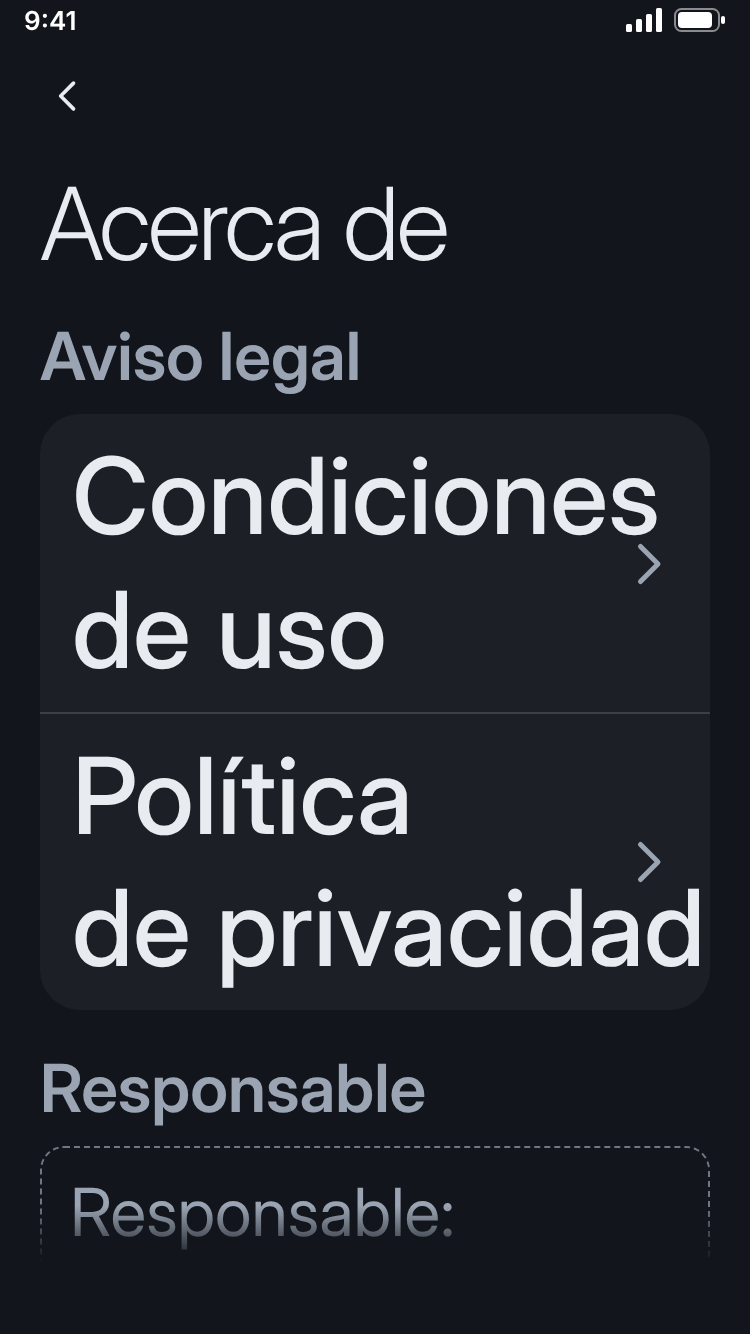 9:41
Acerca de
Aviso legal
Condiciones
de uso
Política
de privacidad
Responsable
Responsable: